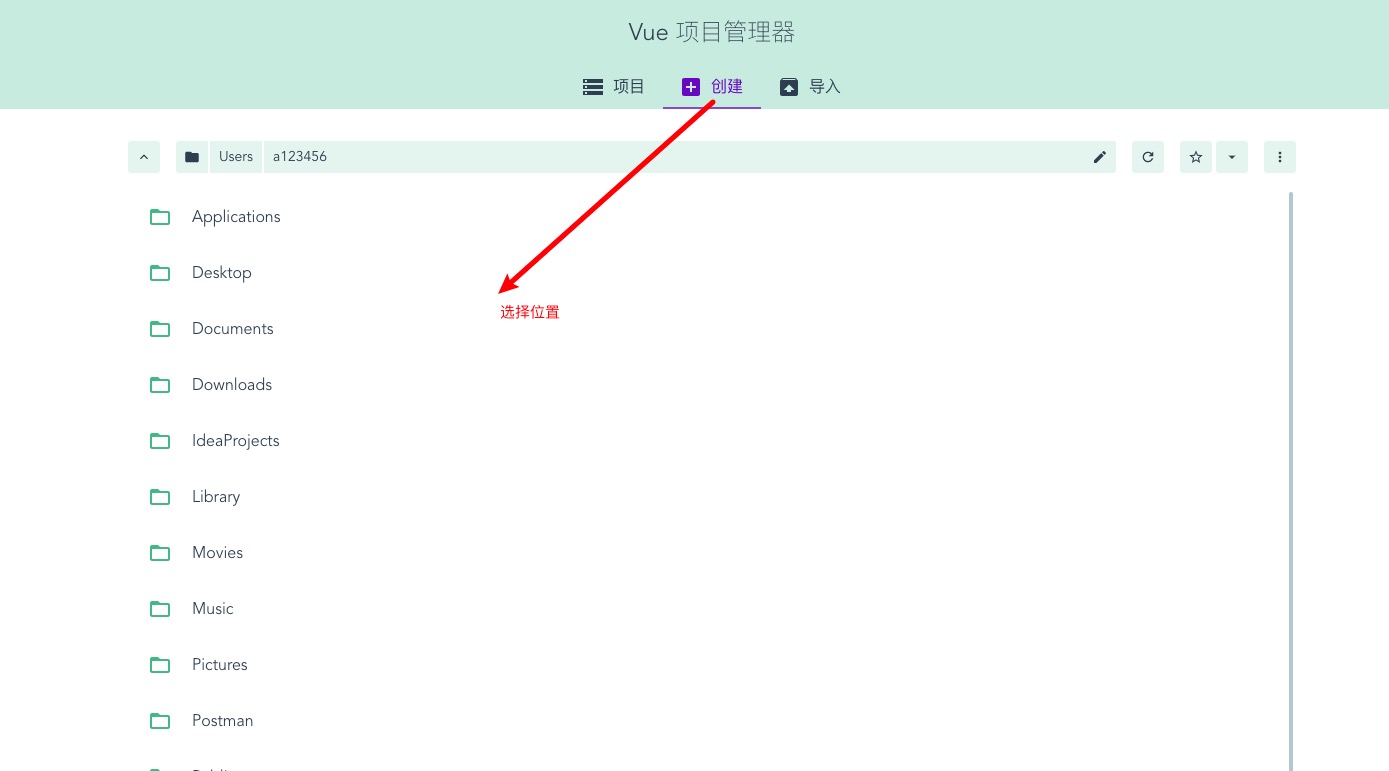 Vue 项目管理器
项目 创建 导入
Users a123456
Applications
Desktop
选择位置
Documents
Downloads
IdeaProjects
Library
Movies
Music
Pictures
Postman